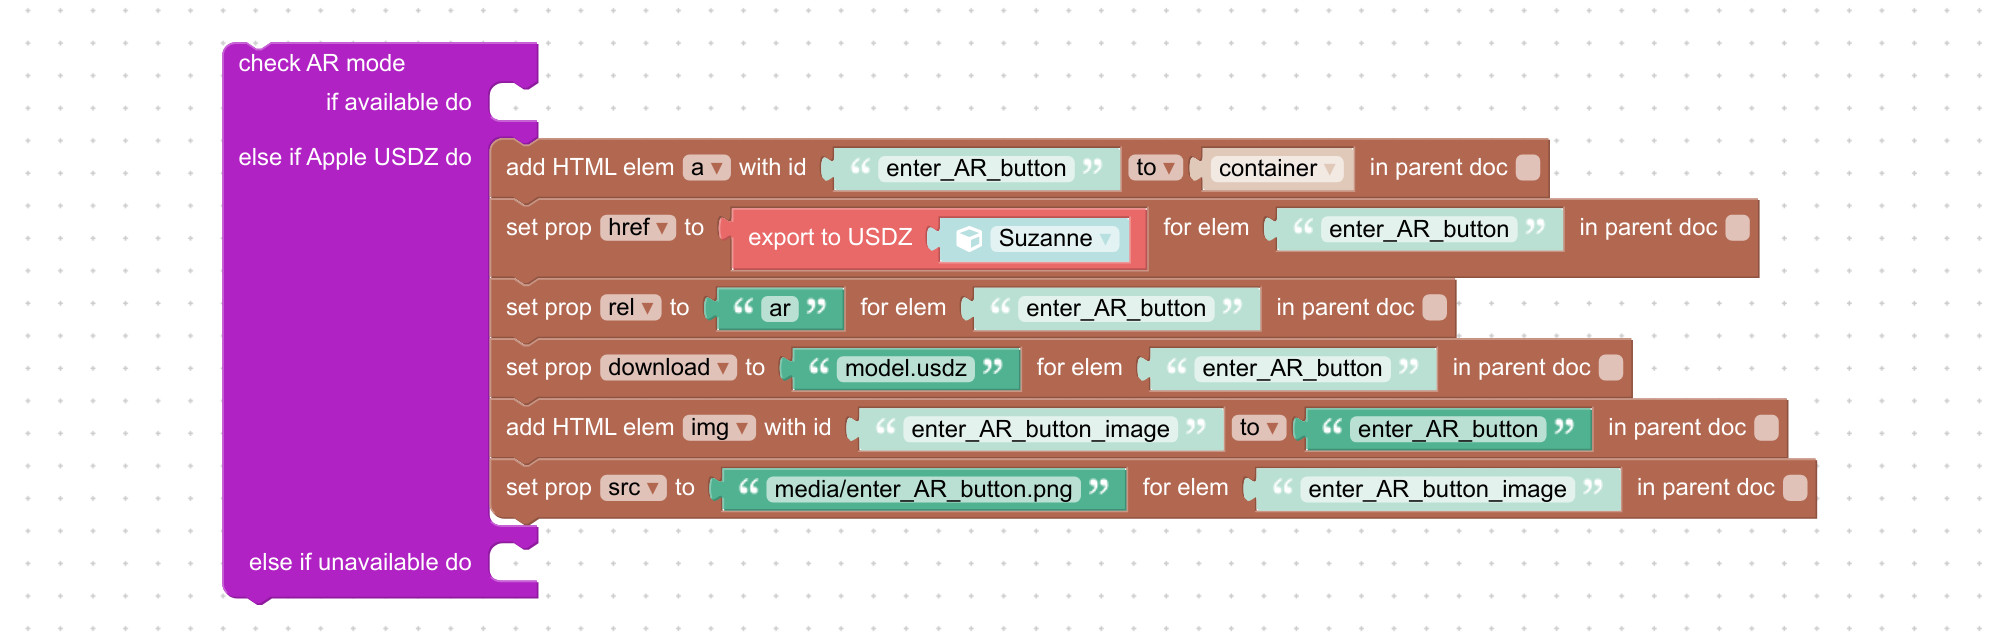 check AR mode
if available do
else if Apple USDZ do
add HTML elem a ▾ with id “ enter_AR_button ” to ▾ container ▾ in parent doc
set prop href ▾ to export to USDZ Suzanne ▾ for elem “ enter_AR_button ” in parent doc
set prop rel ▾ to “ ar ” for elem “ enter_AR_button ” in parent doc
set prop download ▾ to “ model.usdz ” for elem “ enter_AR_button ” in parent doc
add HTML elem img ▾ with id “ enter_AR_button_image ” to ▾ “ enter_AR_button ” in parent doc
set prop src ▾ to “ media/enter_AR_button.png ” for elem “ enter_AR_button_image ” in parent doc
else if unavailable do